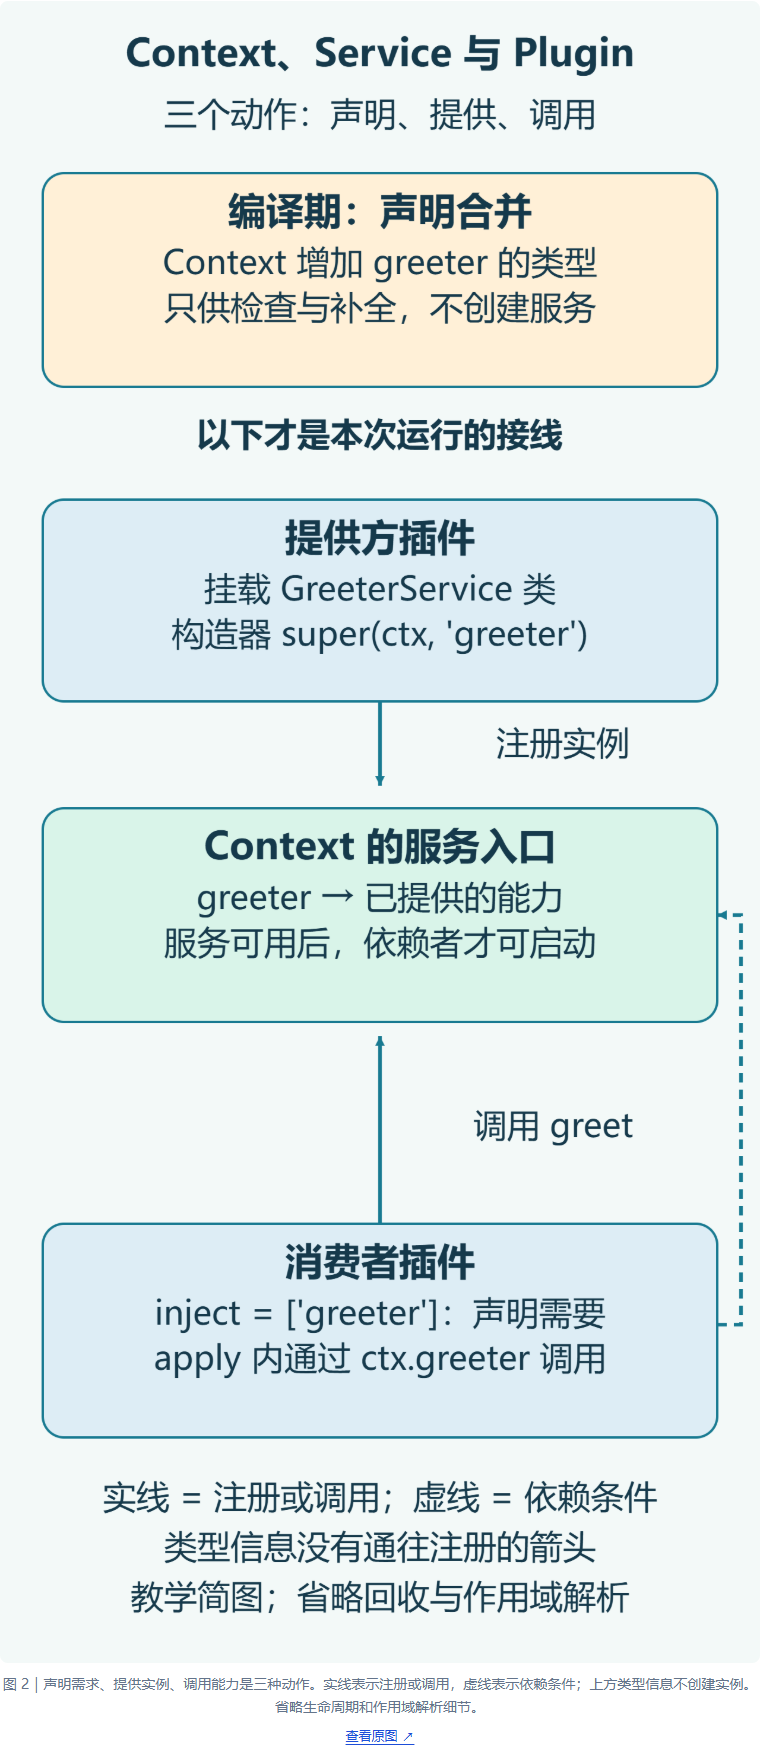 Context、Service 与 Plugin
三个动作：声明、提供、调用
编译期：声明合并
Context 增加 greeter 的类型
只供检查与补全，不创建服务
以下才是本次运行的接线
提供方插件
挂载 GreeterService 类
构造器 super(ctx, 'greeter')
注册实例
Context 的服务入口
greeter → 已提供的能力
服务可用后，依赖者才可启动
调用 greet
消费者插件
inject = ['greeter']：声明需要
apply 内通过 ctx.greeter 调用
实线 = 注册或调用；虚线 = 依赖条件
类型信息没有通往注册的箭头
教学简图；省略回收与作用域解析
图 2｜声明需求、提供实例、调用能力是三种动作。实线表示注册或调用，虚线表示依赖条件；上方类型信息不创建实例。
省略生命周期和作用域解析细节。
查看原图 ↗